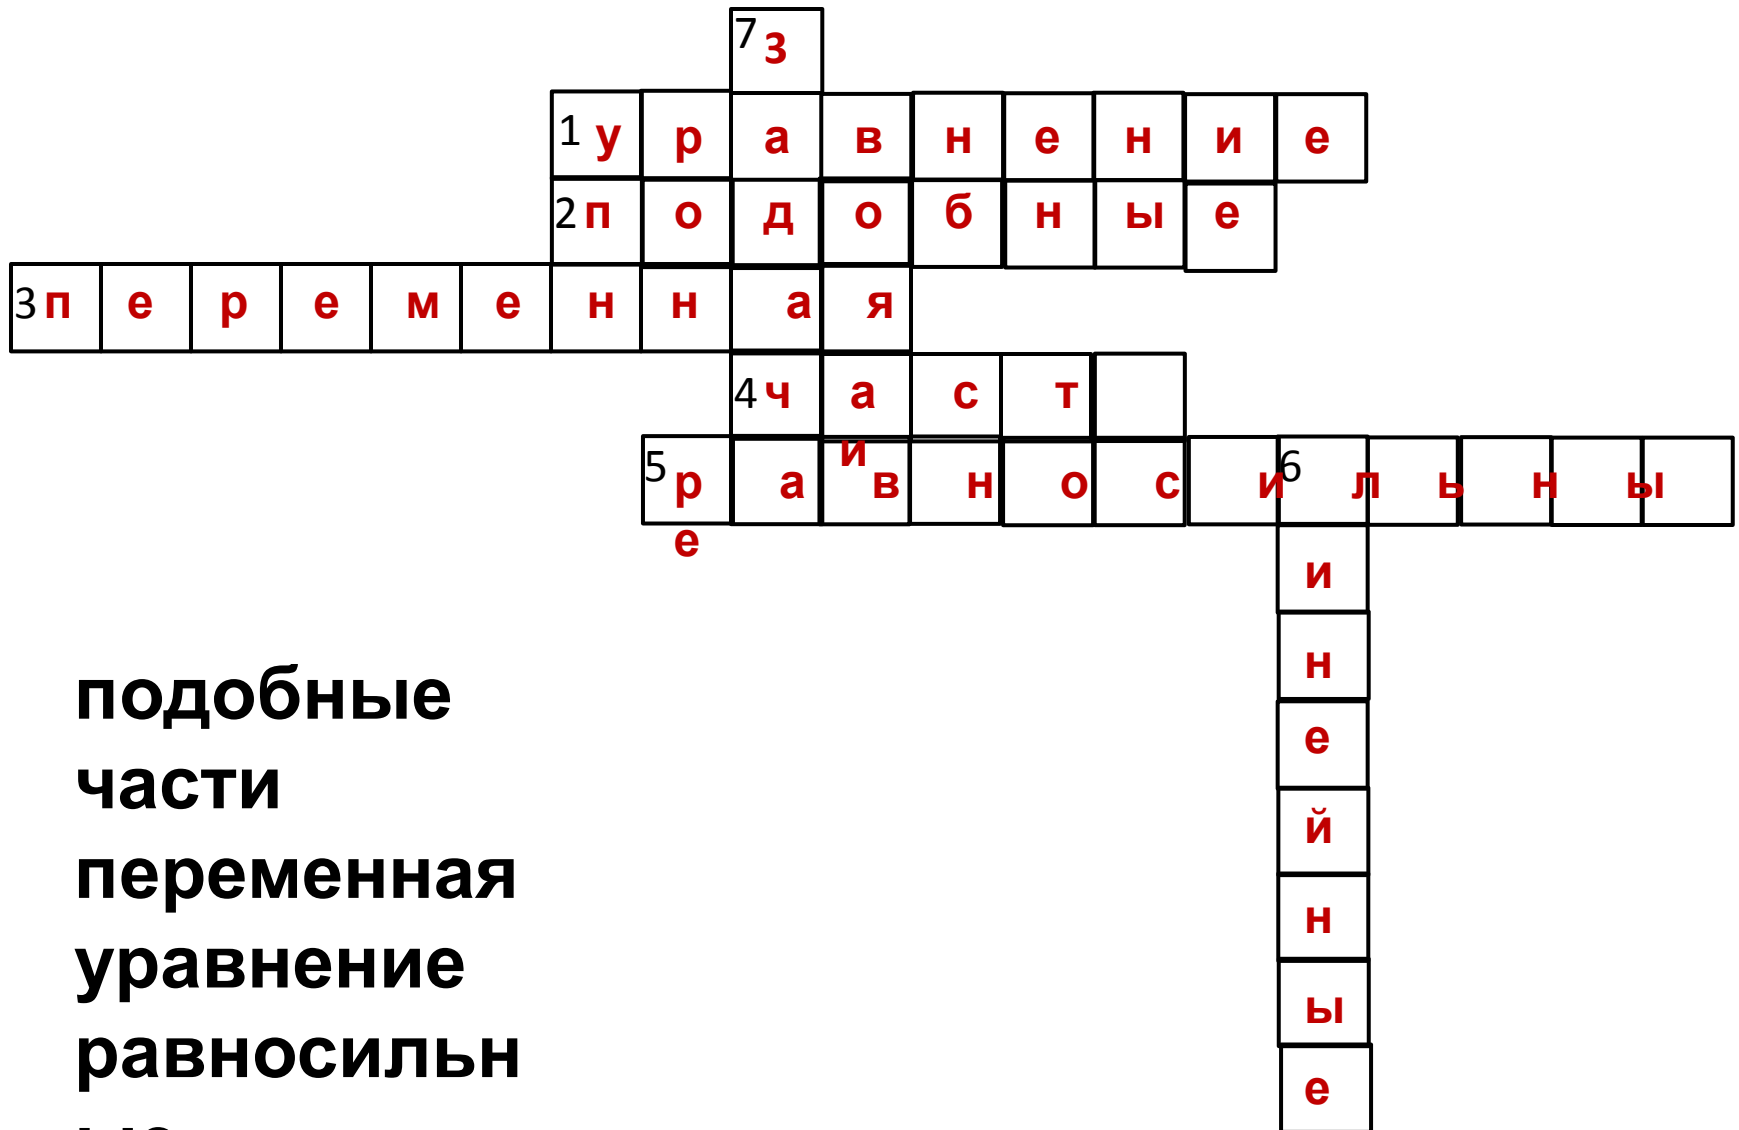 7 з
1 у р а в н е н и е
2 п о д о б н ы е
3 п е р е м е н н а я
4 ч а с т
и
5 р а в н о с и 6 л ь н ы
е
и
н
е
й
н
ы
е
подобные
части
переменная
уравнение
равносильн